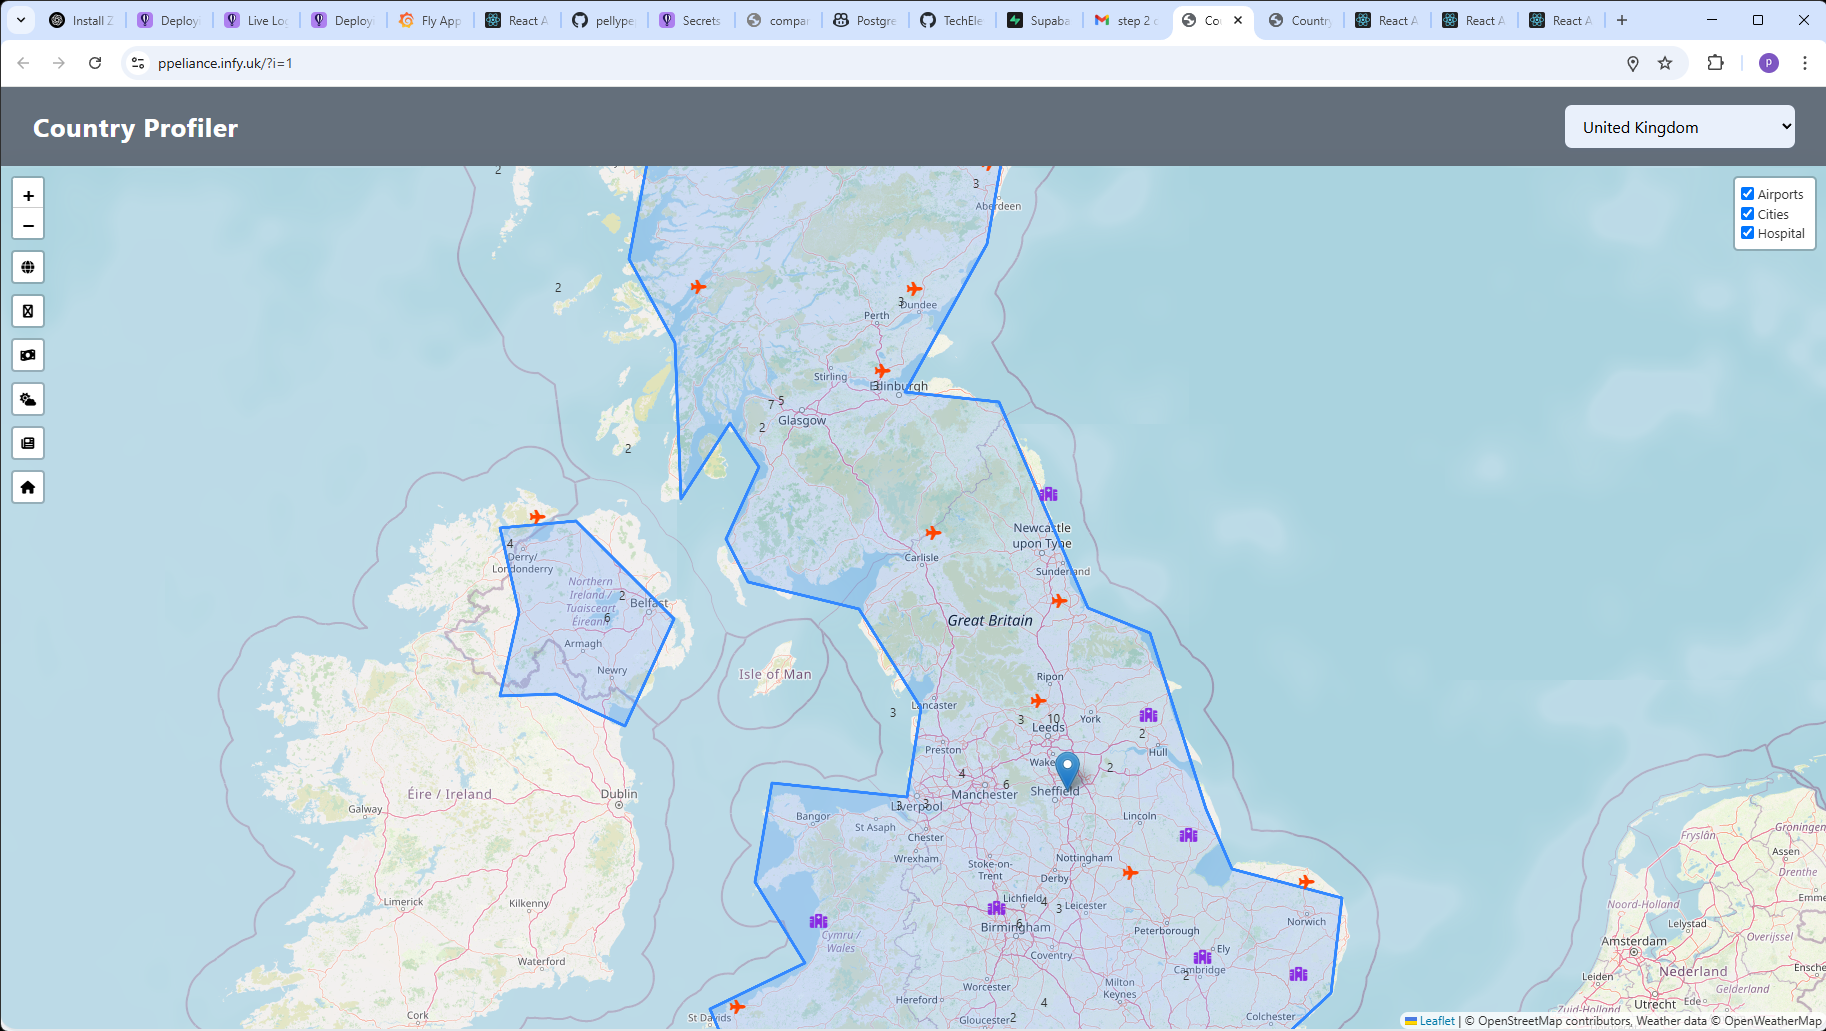 Install Z
Deployi
Live Lo
Deployi
Fly App
React A
pellype
Secrets
compar
Postgre
TechEle
Supaba
step 2 c
Co
Country
React A
React A
React A
ppeliance.infy.uk/?i=1
p
Country Profiler
United Kingdom
+
−
Airports
Cities
Hospital
2
3
Aberdeen
2
3
Dundee
Perth
Stirling
3
Edinburgh
7 5
Glasgow
2
2
Newcastle
upon Tyne
Carlisle
Sunderland
4
Derry/
Londonderry
Northern
Ireland /
Tuaisceart
Éireann
2
Belfast
6
Armagh
Newry
Great Britain
Isle of Man
Ripon
Lancaster
3
3
10
York
Leeds
2
Hull
Preston
Wake
2
4
6
Manchester
Sheffield
3
3
Liverpool
Éire / Ireland
Dublin
Galway
Bangor
St Asaph
Chester
Lincoln
Wrexham
Stoke-on-
Trent
Nottingham
Derby
Lichfield
4
3
Leicester
6
Birmingham
Peterborough
Norwich
Limerick
Kilkenny
Cymru /
Wales
Coventry
Ely
Cambridge
2
Waterford
Worcester
Milton
Keynes
Hereford
4
Cork
St Davids
Gloucester
2
Colchester
Groningen
Fryslân
Assen
Drenthe
Emme
Noord-Holland
Lelystad
Overijssel
Amsterdam
Leiden
Nederland
Ensche
Gelderland
Utrecht
Ede
Zuid-Holland
Leaflet | © OpenStreetMap contributors, Weather data © OpenWeatherMap